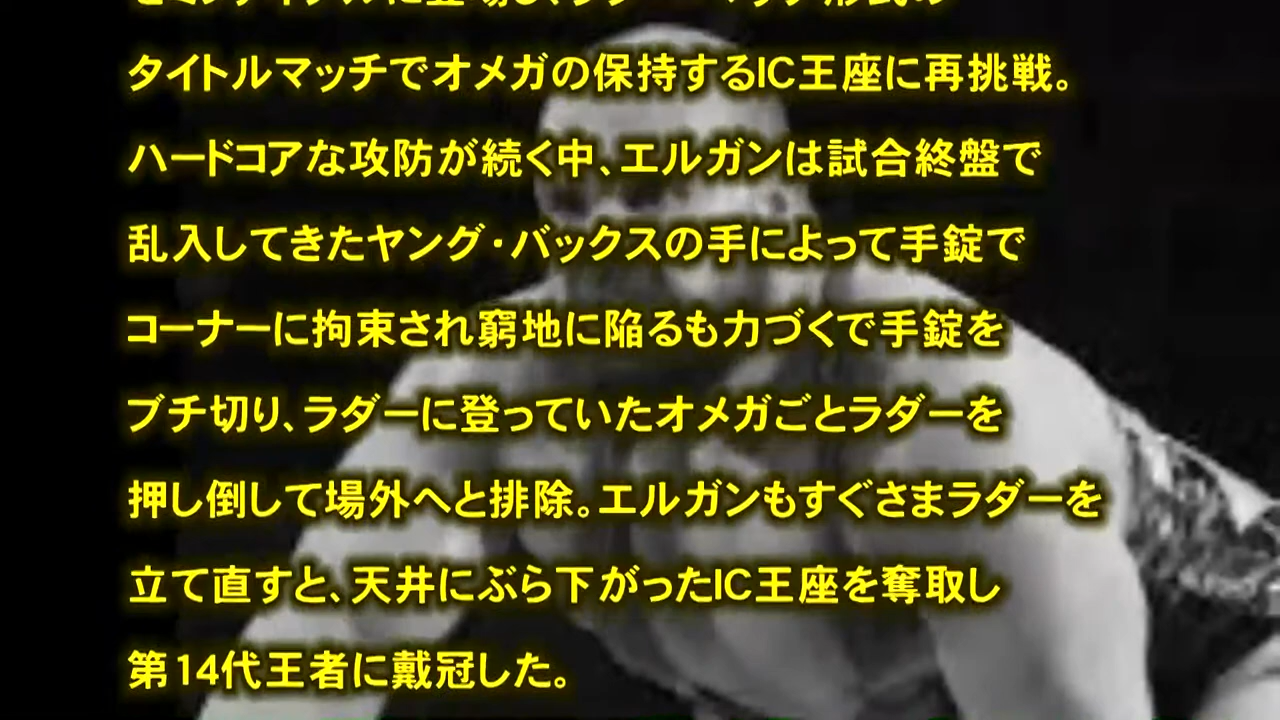 タイトルマッチでオメガの保持するIC王座に再挑戦。
ハードコアな攻防が続く中、エルガンは試合終盤で
乱入してきたヤング・バックスの手によって手錠で
コーナーに拘束され窮地に陥るも力づくで手錠を
ブチ切り、ラダーに登っていたオメガごとラダーを
押し倒して場外へと排除。エルガンもすぐさまラダーを
立て直すと、天井にぶら下がったIC王座を奪取し
第14代王者に戴冠した。